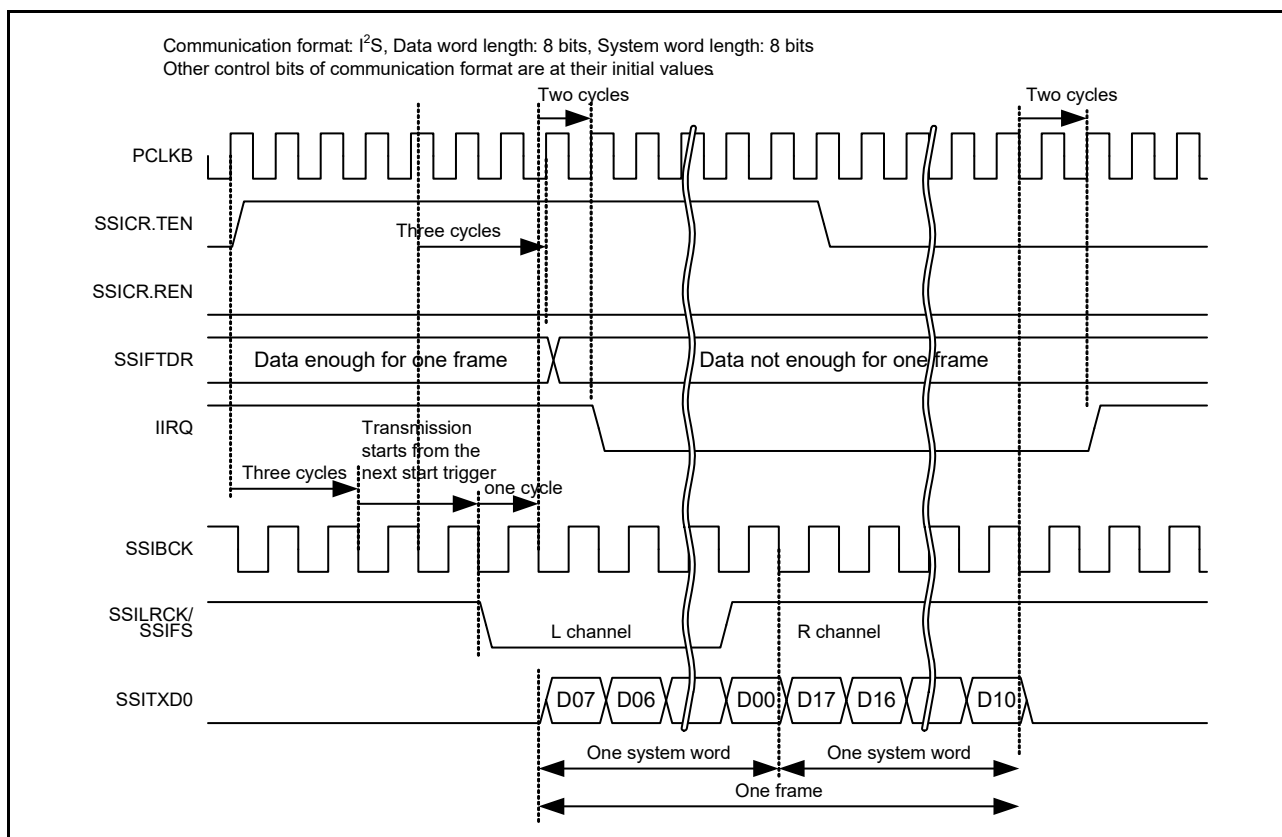 Communication format: I²S, Data word length: 8 bits, System word length: 8 bits
Other control bits of communication format are at their initial values.
Two cycles
Two cycles
PCLKB
SSICR.TEN
Three cycles
SSICR.REN
SSIFTDR
Data enough for one frame
Data not enough for one frame
IIRQ
Transmission
starts from the
next start trigger
Three cycles
one cycle
SSIBCK
SSILRCK/
SSIFS
L channel
R channel
SSITXD0
D07
D06
D00
D17
D16
D10
One system word
One system word
One frame